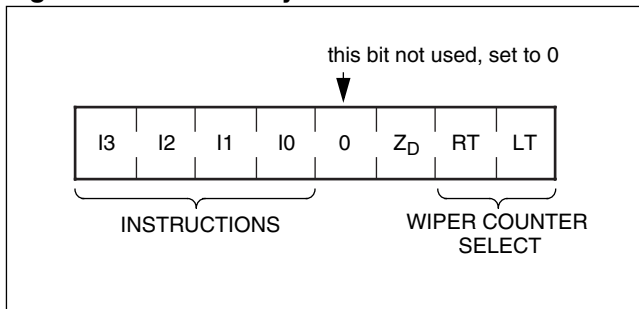 this bit not used, set to 0
I3 I2 I1 I0 0 ZD RT LT
INSTRUCTIONS
WIPER COUNTER
SELECT